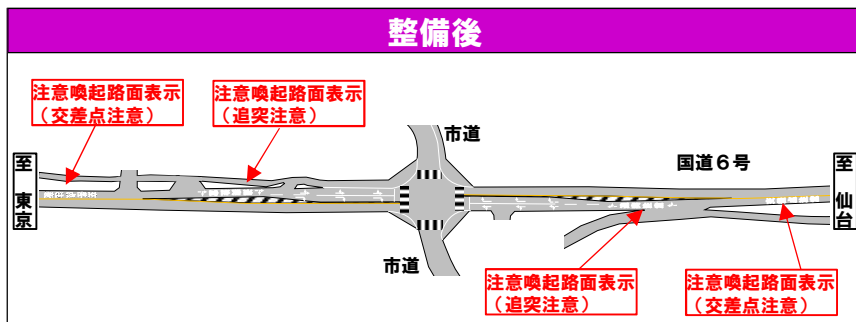 整備後
注意喚起路面表示
（交差点注意）
注意喚起路面表示
（追突注意）
市道
国道６号
至 東京
至 仙台
市道
注意喚起路面表示
（追突注意）
注意喚起路面表示
（交差点注意）